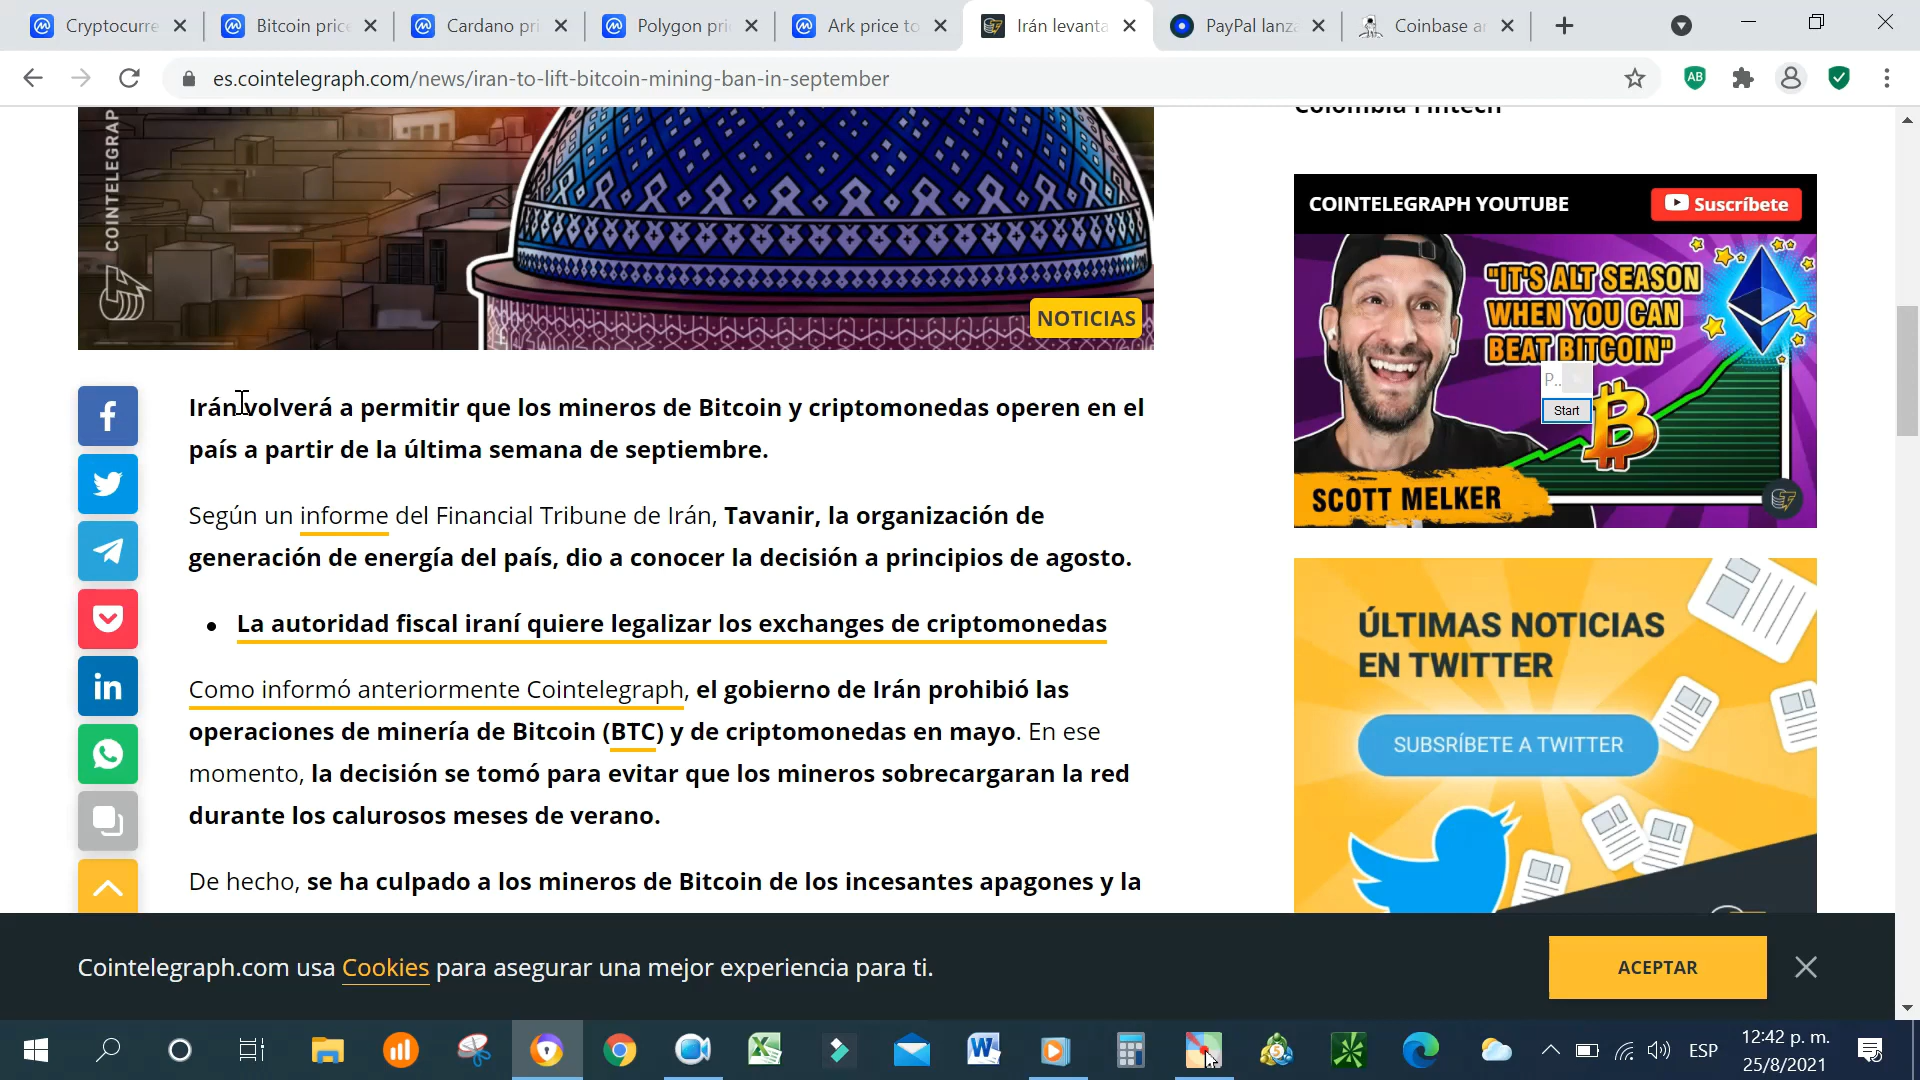 Cryptocurre
Bitcoin price
Cardano pri
Polygon pri
Ark price to
Irán levanta
PayPal lanza
Coinbase an
es.cointelegraph.com/news/iran-to-lift-bitcoin-mining-ban-in-september
AB
COINTELEGRAPH
NOTICIAS
Irán volverá a permitir que los mineros de Bitcoin y criptomonedas operen en el
país a partir de la última semana de septiembre.
Según un informe del Financial Tribune de Irán, Tavanir, la organización de
generación de energía del país, dio a conocer la decisión a principios de agosto.
• La autoridad fiscal iraní quiere legalizar los exchanges de criptomonedas
Como informó anteriormente Cointelegraph, el gobierno de Irán prohibió las
operaciones de minería de Bitcoin (BTC) y de criptomonedas en mayo. En ese
momento, la decisión se tomó para evitar que los mineros sobrecargaran la red
durante los calurosos meses de verano.
De hecho, se ha culpado a los mineros de Bitcoin de los incesantes apagones y la
Colombia Fintech
COINTELEGRAPH YOUTUBE
Suscríbete
"IT'S ALT SEASON
WHEN YOU CAN
BEAT BITCOIN"
P...
Start
SCOTT MELKER
ÚLTIMAS NOTICIAS
EN TWITTER
SUBSRÍBETE A TWITTER
Cointelegraph.com usa Cookies para asegurar una mejor experiencia para ti.
ACEPTAR
ESP
12:42 p. m.
25/8/2021